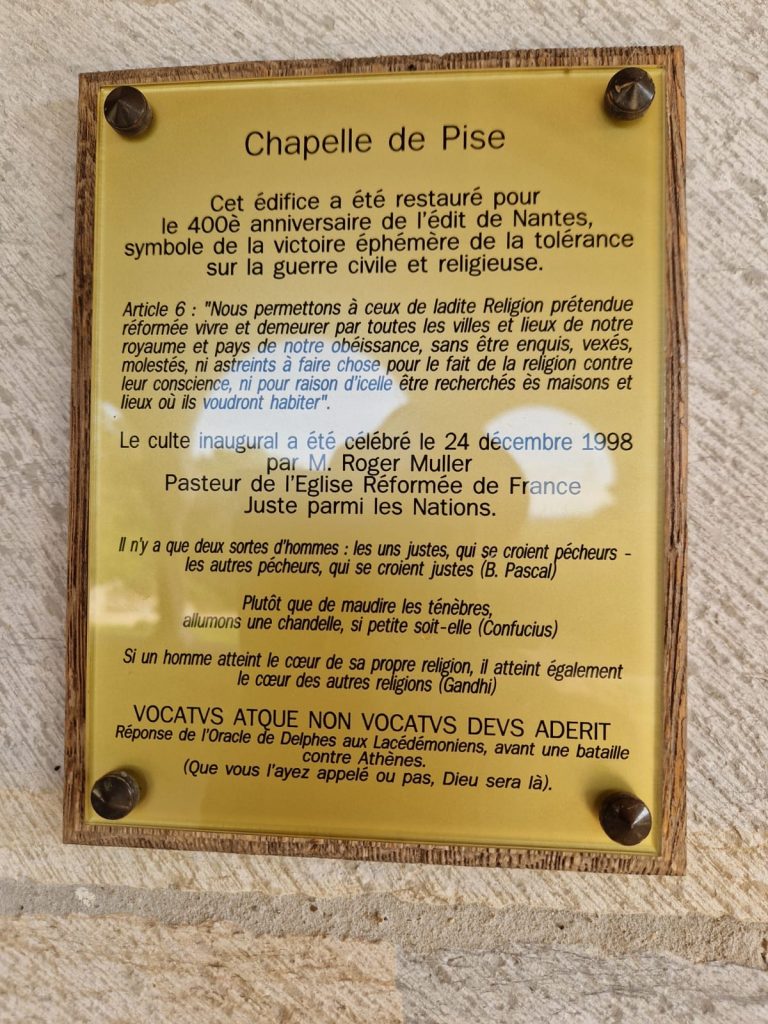 Chapelle de Pise
Cet édifice a été restauré pour
le 400è anniversaire de l'édit de Nantes,
symbole de la victoire éphémère de la tolérance
sur la guerre civile et religieuse.
Article 6 : "Nous permettons à ceux de ladite Religion prétendue
réformée vivre et demeurer par toutes les villes et lieux de notre
royaume et pays de notre obéissance, sans être enquis, vexés,
molestés, ni astreints à faire chose pour le fait de la religion contre
leur conscience, ni pour raison d'icelle être recherchés ès maisons et
lieux où ils voudront habiter".
Le culte inaugural a été célébré le 24 décembre 1998
par M. Roger Muller
Pasteur de l'Eglise Réformée de France
Juste parmi les Nations.
Il n'y a que deux sortes d'hommes : les uns justes, qui se croient pécheurs -
les autres pécheurs, qui se croient justes (B. Pascal)
Plutôt que de maudire les ténèbres,
allumons une chandelle, si petite soit-elle (Confucius)
Si un homme atteint le cœur de sa propre religion, il atteint également
le cœur des autres religions (Gandhi)
VOCATVS ATQUE NON VOCATVS DEVS ADERIT
Réponse de l'Oracle de Delphes aux Lacédémoniens, avant une bataille
contre Athènes.
(Que vous l'ayez appelé ou pas, Dieu sera là).